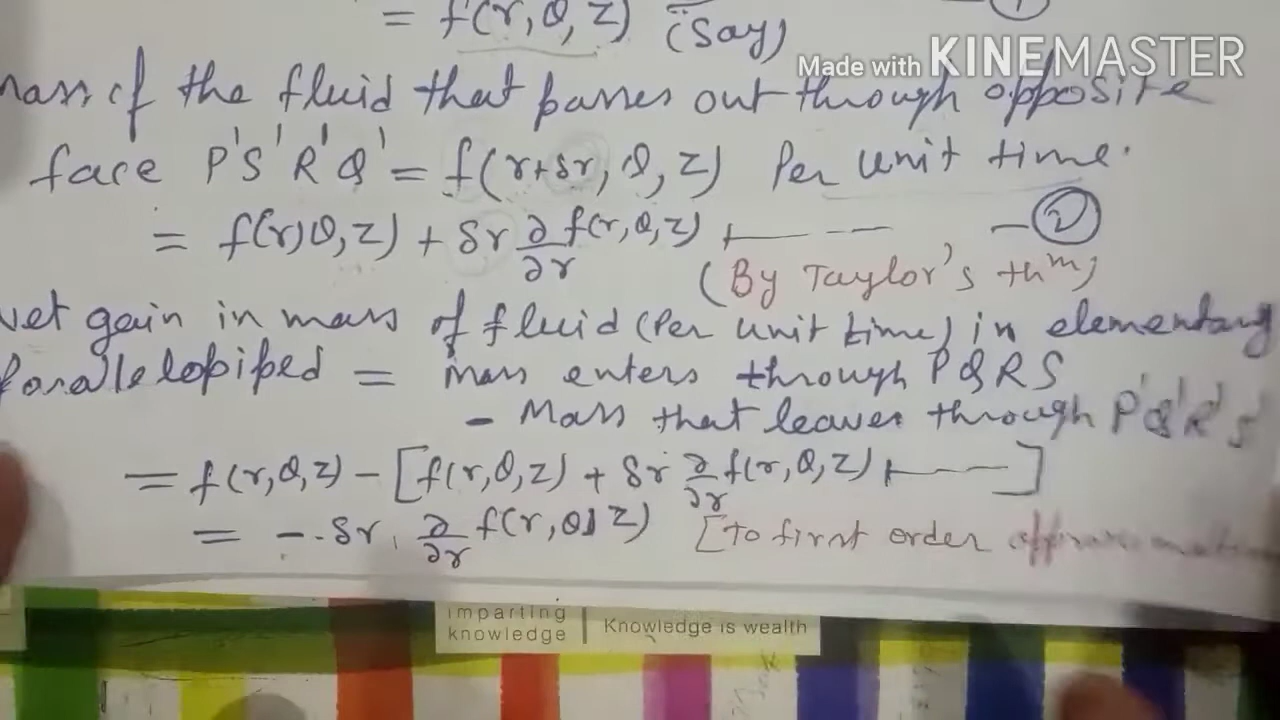 = f(r, θ, z) (Say) - ①
Made with KINEMASTER
mass of the fluid that passes out through opposite
face P'S'R'Q' = f(r+δr, θ, z) Per unit time.
= f(r, θ, z) + δr ∂/∂r f(r, θ, z) + - - - , - ②
(By Taylor's thm)
Net gain in mass of fluid (Per unit time) in elementary
Parallelopiped = mass enters through PQRS
- Mass that leaves through P'Q'R'S'
= f(r, θ, z) - [f(r, θ, z) + δr ∂/∂r f(r, θ, z) + - - -]
= - δr . ∂/∂r f(r, θ, z) [To first order approximation
imparting
knowledge | Knowledge is wealth